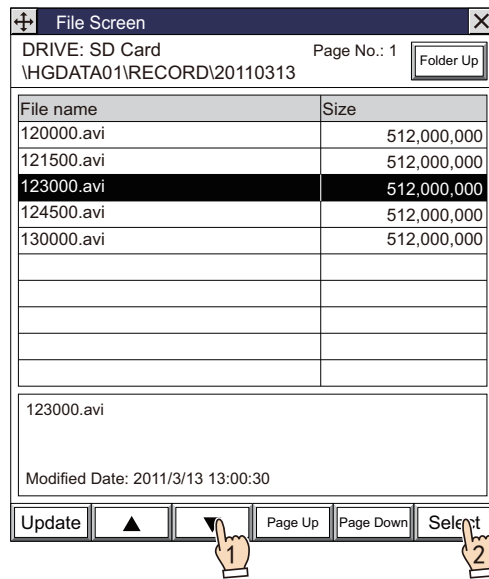 File Screen
DRIVE: SD Card
Page No.: 1
Folder Up
\HGDATA01\RECORD\20110313
File name Size
120000.avi 512,000,000
121500.avi 512,000,000
123000.avi 512,000,000
124500.avi 512,000,000
130000.avi 512,000,000
123000.avi
Modified Date: 2011/3/13 13:00:30
Update ▲ ▼ Page Up Page Down Select
1 2